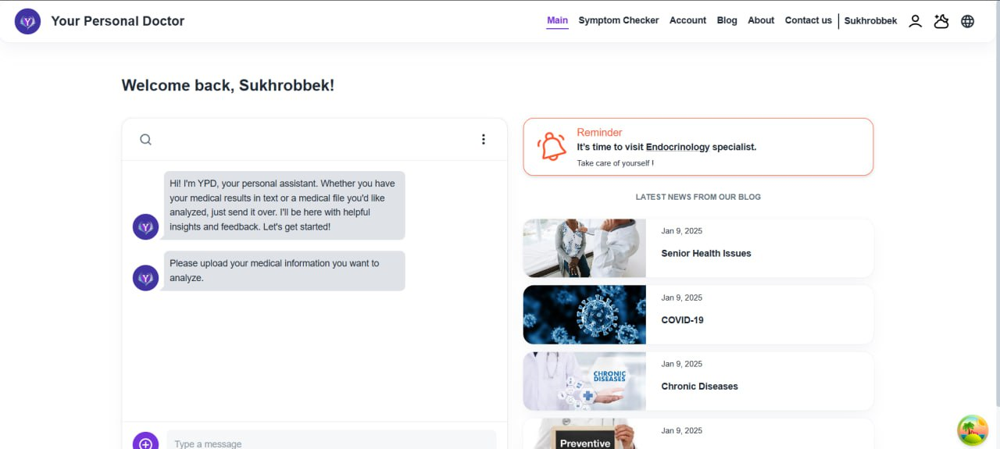 Y Your Personal Doctor
Main Symptom Checker Account Blog About Contact us Sukhrobbek
Welcome back, Sukhrobbek!
Hi! I'm YPD, your personal assistant. Whether you have
your medical results in text or a medical file you'd like
analyzed, just send it over. I'll be here with helpful
insights and feedback. Let's get started!
Y
Please upload your medical information you want to
analyze.
Y
Type a message
Reminder
It's time to visit Endocrinology specialist.
Take care of yourself !
LATEST NEWS FROM OUR BLOG
Jan 9, 2025
Senior Health Issues
Jan 9, 2025
COVID-19
CHRONIC
DISEASES
Jan 9, 2025
Chronic Diseases
Preventive
Jan 9, 2025